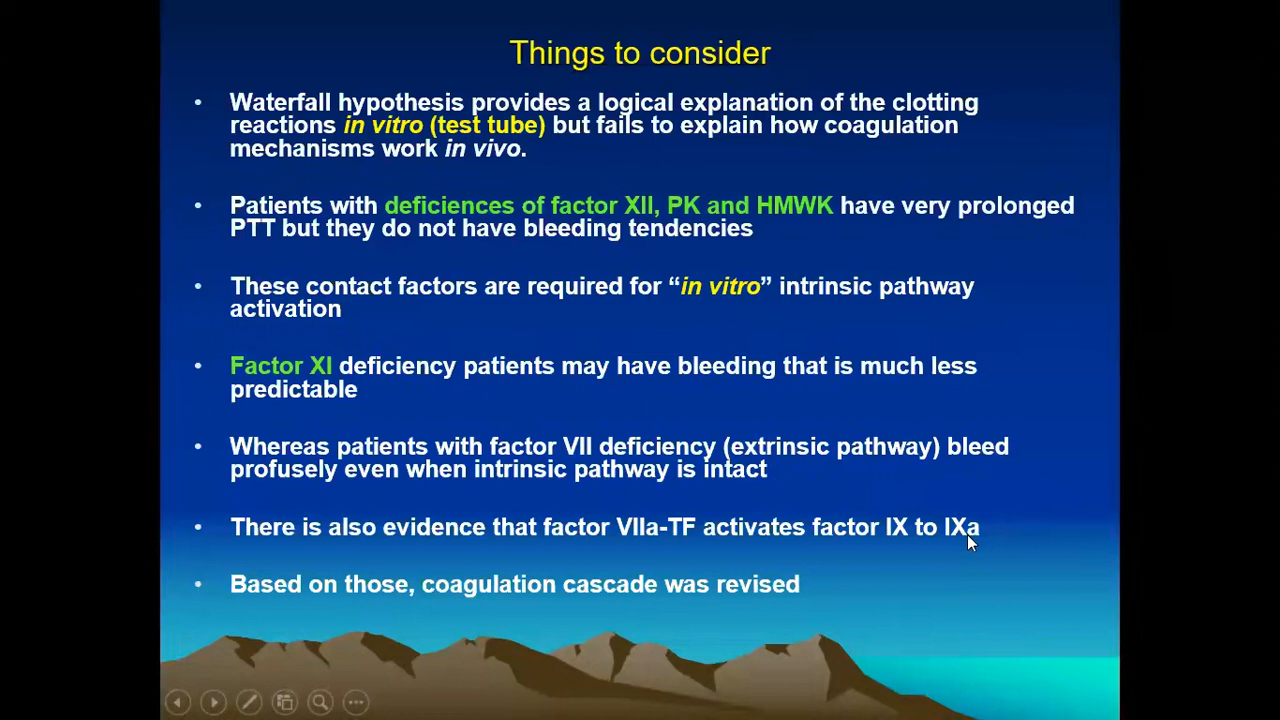 Things to consider
• Waterfall hypothesis provides a logical explanation of the clotting
reactions in vitro (test tube) but fails to explain how coagulation
mechanisms work in vivo.
• Patients with deficiences of factor XII, PK and HMWK have very prolonged
PTT but they do not have bleeding tendencies
• These contact factors are required for “in vitro” intrinsic pathway
activation
• Factor XI deficiency patients may have bleeding that is much less
predictable
• Whereas patients with factor VII deficiency (extrinsic pathway) bleed
profusely even when intrinsic pathway is intact
• There is also evidence that factor VIIa-TF activates factor IX to IXa
• Based on those, coagulation cascade was revised